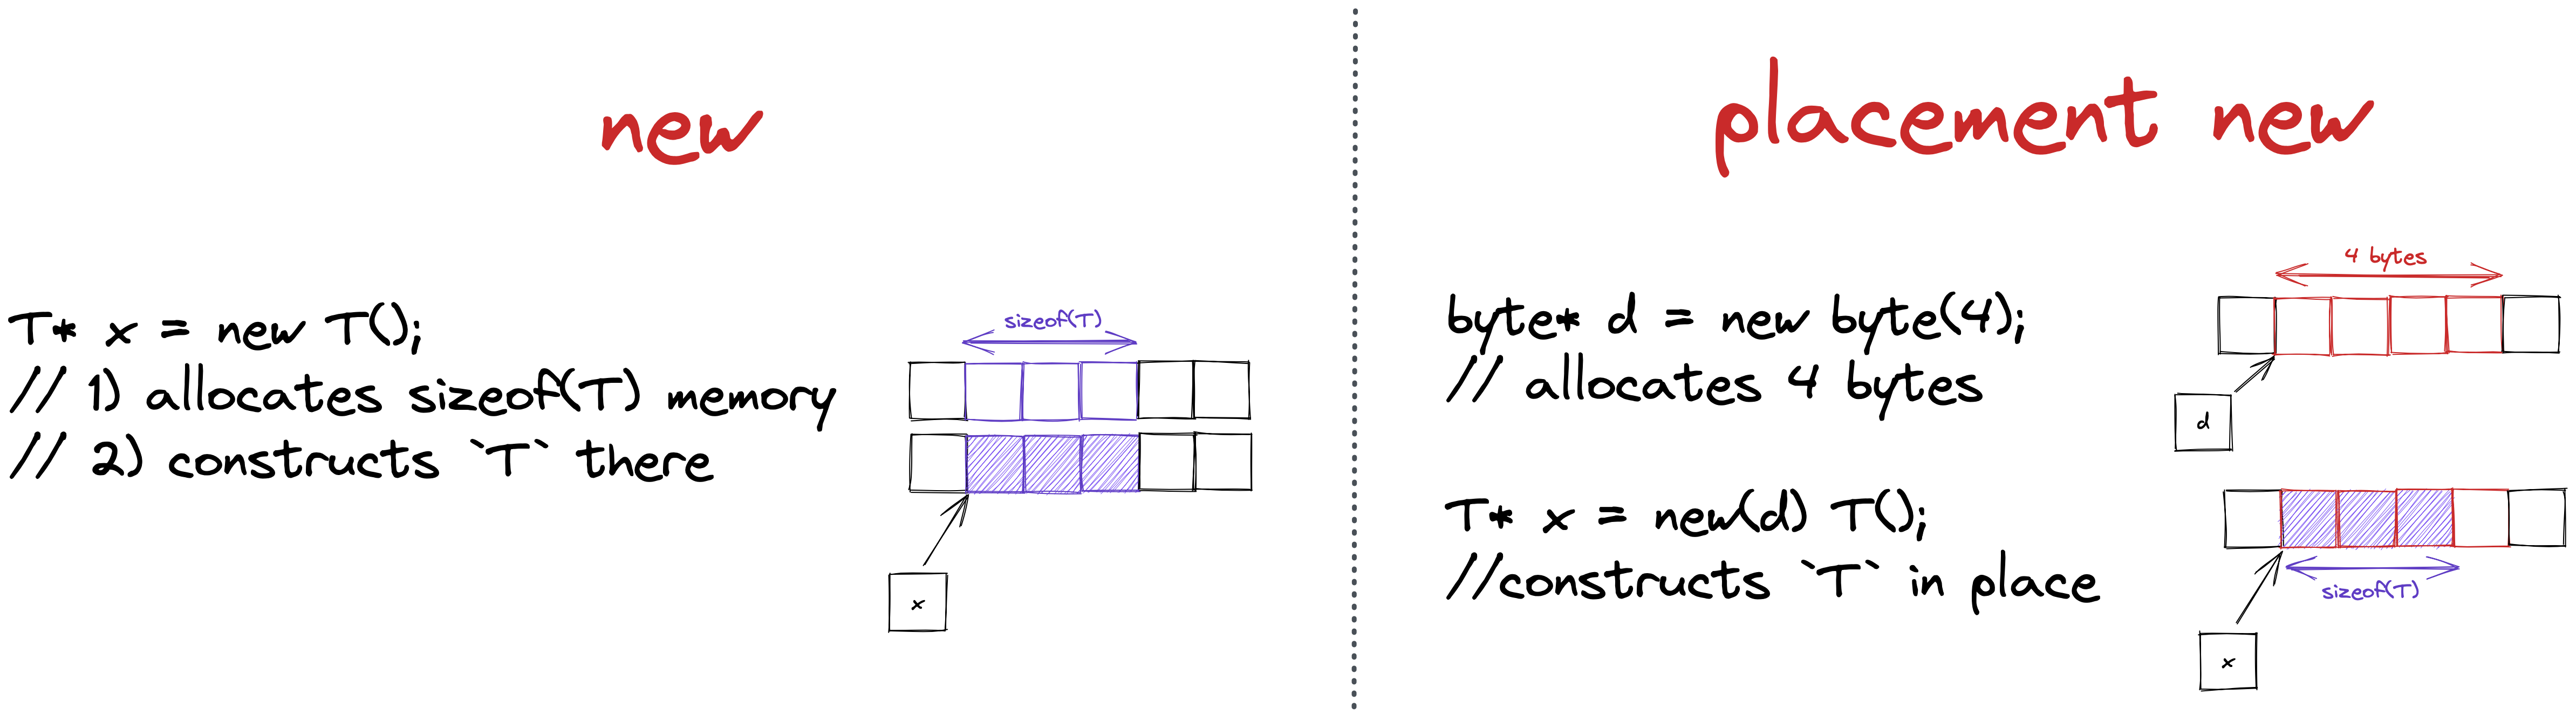 new
T* x = new T();
// 1) allocates sizeof(T) memory
// 2) constructs `T` there
sizeof(T)
x
placement new
byte* d = new byte(4);
// allocates 4 bytes
4 bytes
d
T* x = new(d) T();
//constructs `T` in place
sizeof(T)
x